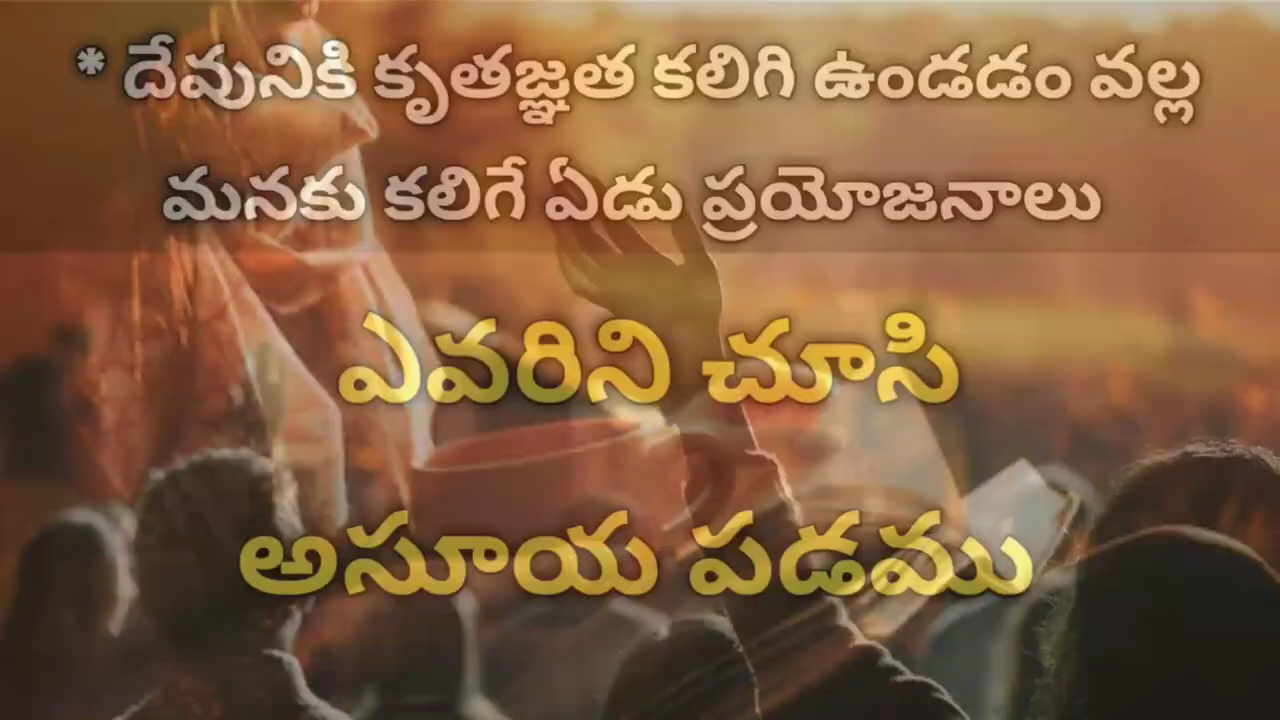 * దేవునికి కృతజ్ఞత కలిగి ఉండడం వల్ల
మనకు కలిగే ఏడు ప్రయోజనాలు
ఎవరిని చూసి
అసూయ పడము